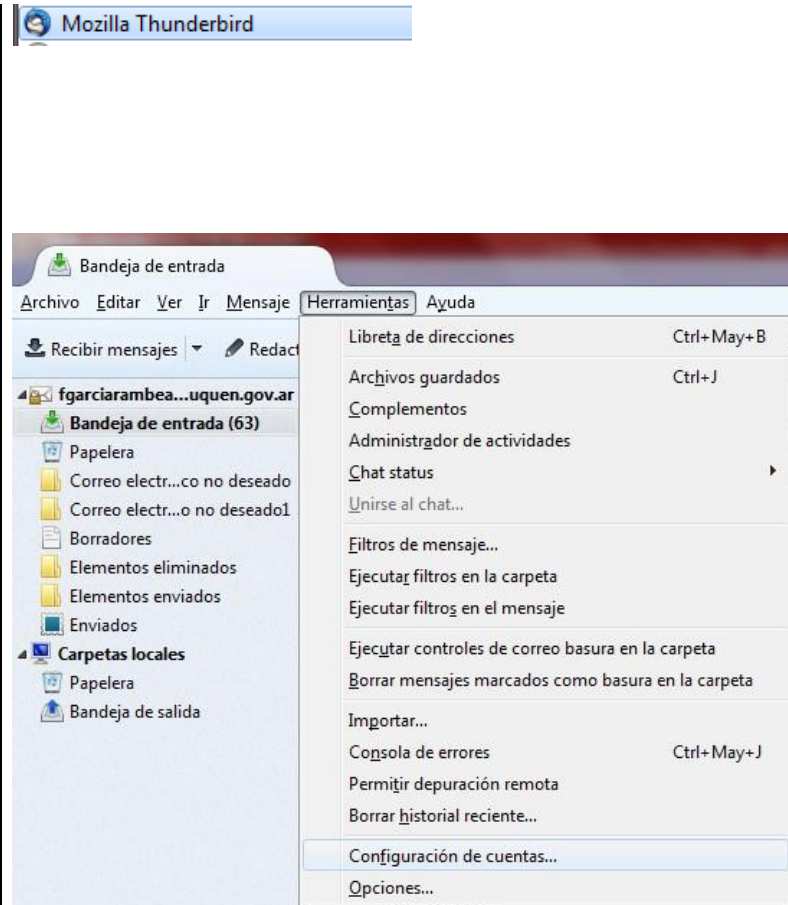 Mozilla Thunderbird
Bandeja de entrada
Archivo Editar Ver Ir Mensaje Herramientas Ayuda
Recibir mensajes Redact
fgarciarambea...uquen.gov.ar
Bandeja de entrada (63)
Papelera
Correo electr...co no deseado
Correo electr...o no deseado1
Borradores
Elementos eliminados
Elementos enviados
Enviados
Carpetas locales
Papelera
Bandeja de salida
Libreta de direcciones Ctrl+May+B
Archivos guardados Ctrl+J
Complementos
Administrador de actividades
Chat status
Unirse al chat...
Filtros de mensaje...
Ejecutar filtros en la carpeta
Ejecutar filtros en el mensaje
Ejecutar controles de correo basura en la carpeta
Borrar mensajes marcados como basura en la carpeta
Importar...
Consola de errores Ctrl+May+J
Permitir depuración remota
Borrar historial reciente...
Configuración de cuentas...
Opciones...